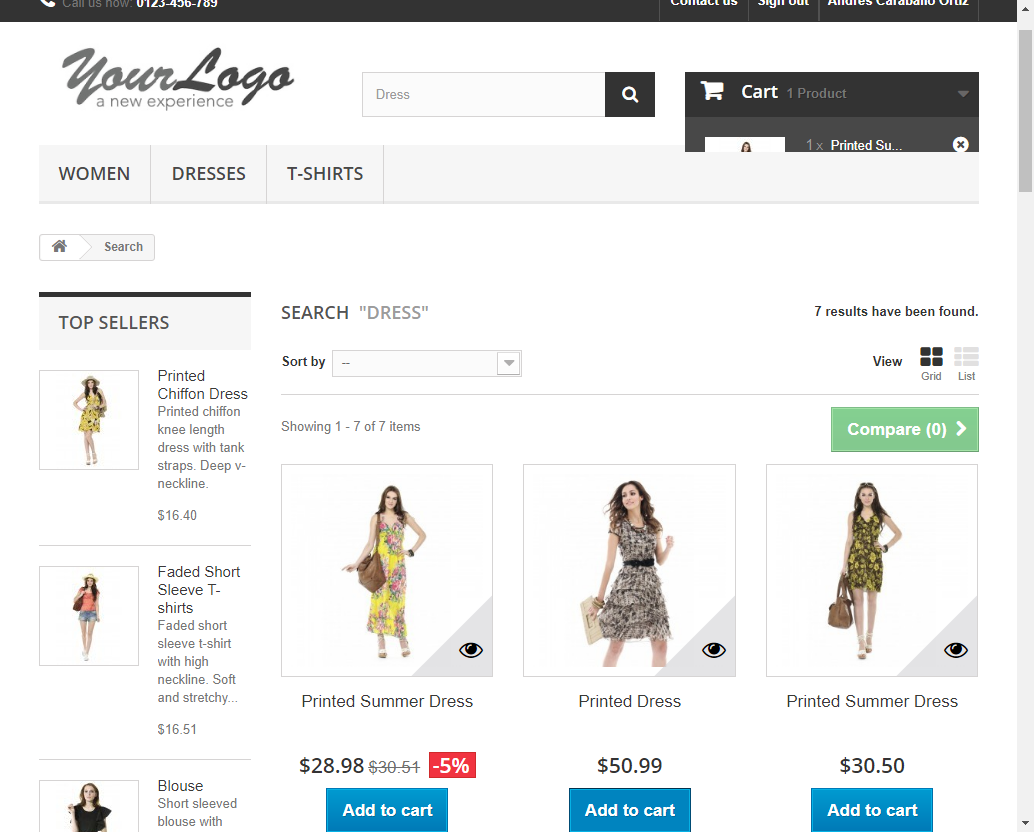 Call us now: 0123-456-789
Contact us
Sign out
Andrés Caraballo Ortiz
YourLogo
a new experience
Dress
Cart 1 Product
1 x Printed Su...
WOMEN
DRESSES
T-SHIRTS
Search
TOP SELLERS
Printed
Chiffon Dress
Printed chiffon
knee length
dress with tank
straps. Deep v-
neckline.
$16.40
Faded Short
Sleeve T-
shirts
Faded short
sleeve t-shirt
with high
neckline. Soft
and stretchy...
$16.51
Blouse
Short sleeved
blouse with
SEARCH "DRESS"
7 results have been found.
Sort by --
View
Grid
List
Showing 1 - 7 of 7 items
Compare (0)
Printed Summer Dress
$28.98 $30.51 -5%
Add to cart
Printed Dress
$50.99
Add to cart
Printed Summer Dress
$30.50
Add to cart